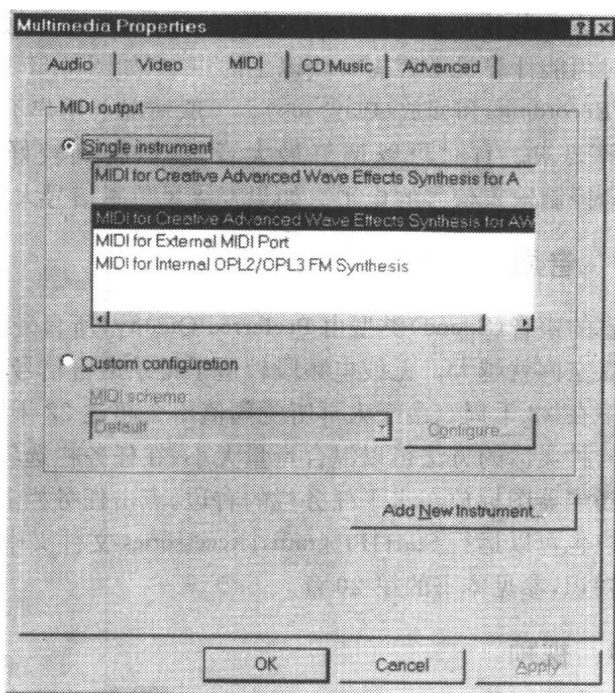 Multimedia Properties
Audio Video MIDI CD Music Advanced
MIDI output
Single instrument
MIDI for Creative Advanced Wave Effects Synthesis for A
MIDI for Creative Advanced Wave Effects Synthesis for AW
MIDI for External MIDI Port
MIDI for Internal OPL2/OPL3 FM Synthesis
Custom configuration
MIDI scheme
Default
Configure...
Add New Instrument...
OK Cancel Apply